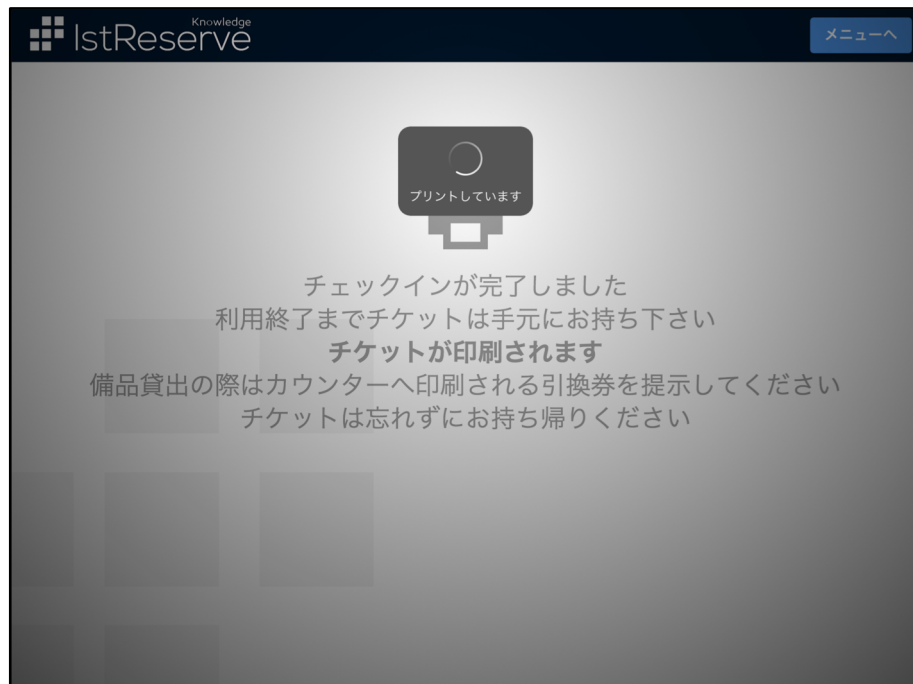 Knowledge
IstReserve
メニューへ
プリントしています
チェックインが完了しました
利用終了までチケットは手元にお持ち下さい
チケットが印刷されます
備品貸出の際はカウンターへ印刷される引換券を提示してください
チケットは忘れずにお持ち帰りください